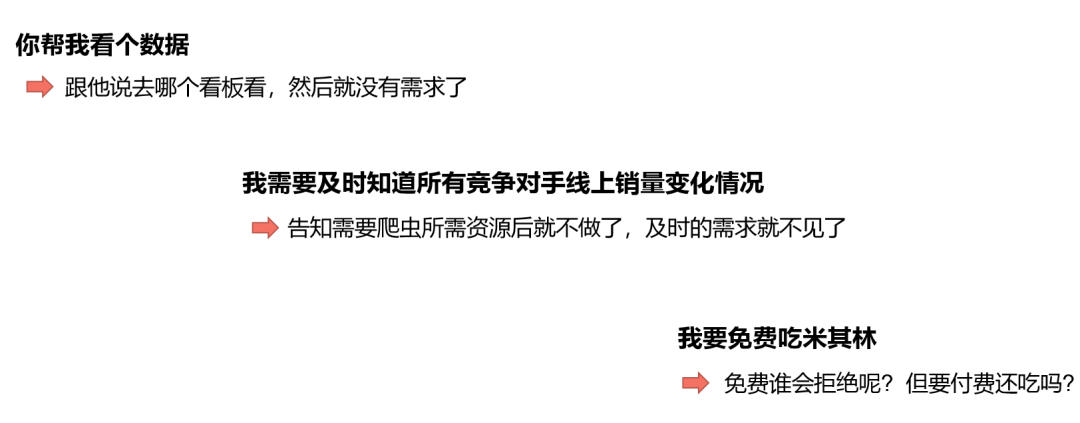 你帮我看个数据
跟他说去哪个看板看，然后就没有需求了
我需要及时知道所有竞争对手线上销量变化情况
告知需要爬虫所需资源后就不做了，及时的需求就不见了
我要免费吃米其林
免费谁会拒绝呢？但要付费还吃吗？